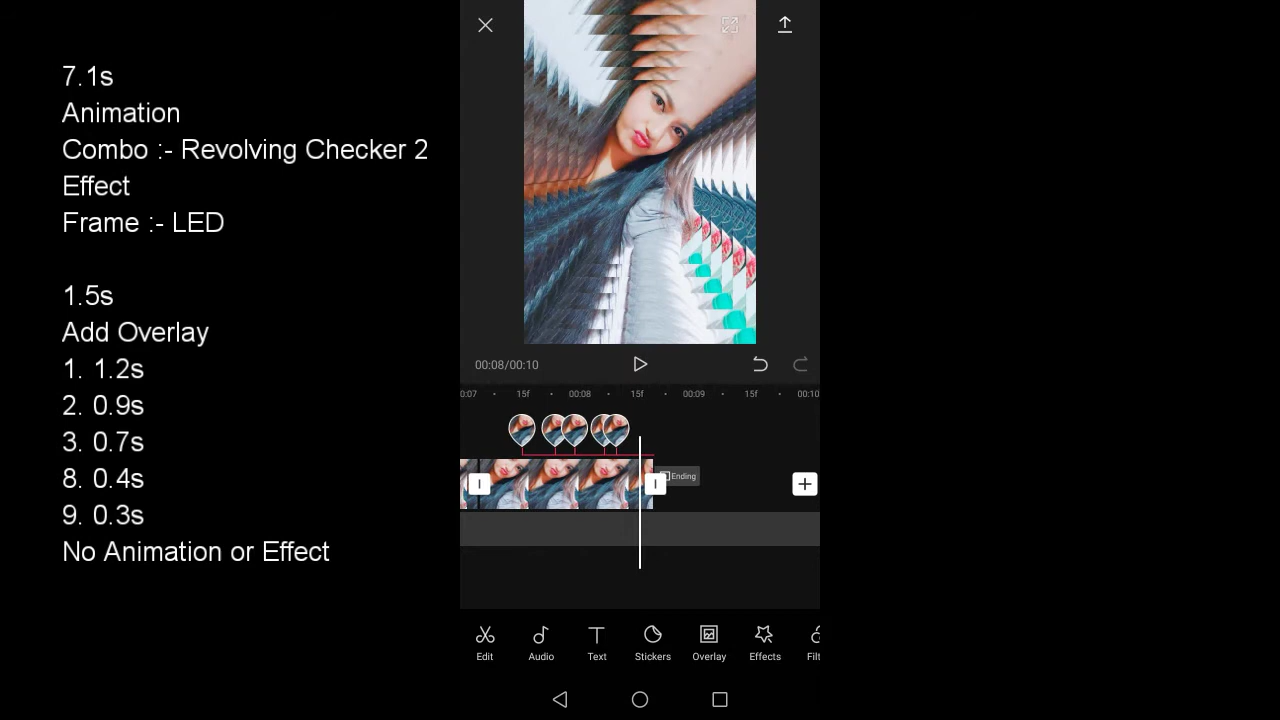 7.1s
Animation
Combo :- Revolving Checker 2
Effect
Frame :- LED
1.5s
Add Overlay
1. 1.2s
2. 0.9s
3. 0.7s
8. 0.4s
9. 0.3s
No Animation or Effect
00:08/00:10
0:07 15f 00:08 15f 00:09 15f 00:10
Ending
Edit Audio Text Stickers Overlay Effects Filt